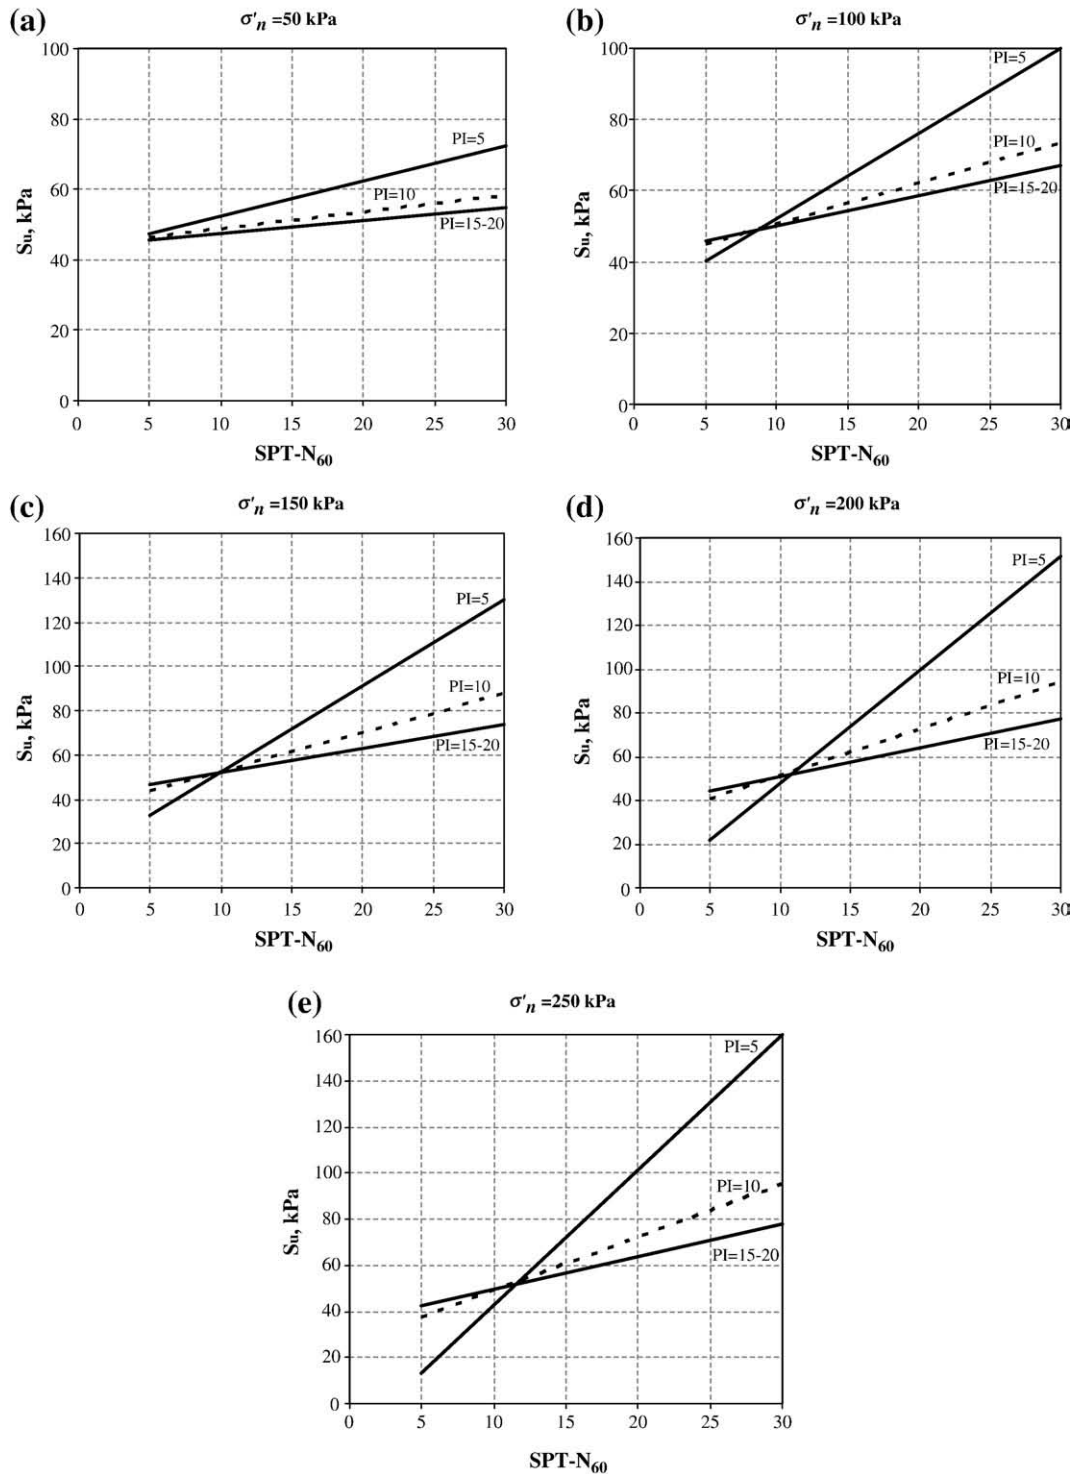 (a)
σ'n =50 kPa
100
80
60
40
20
0
Su, kPa
PI=5
PI=10
PI=15-20
0 5 10 15 20 25 30
SPT-N60
(b)
σ'n =100 kPa
100
80
60
40
20
0
Su, kPa
PI=5
PI=10
PI=15-20
0 5 10 15 20 25 30
SPT-N60
(c)
σ'n =150 kPa
160
140
120
100
80
60
40
20
0
Su, kPa
PI=5
PI=10
PI=15-20
0 5 10 15 20 25 30
SPT-N60
(d)
σ'n =200 kPa
160
140
120
100
80
60
40
20
0
Su, kPa
PI=5
PI=10
PI=15-20
0 5 10 15 20 25 30
SPT-N60
(e)
σ'n =250 kPa
160
140
120
100
80
60
40
20
0
Su, kPa
PI=5
PI=10
PI=15-20
0 5 10 15 20 25 30
SPT-N60